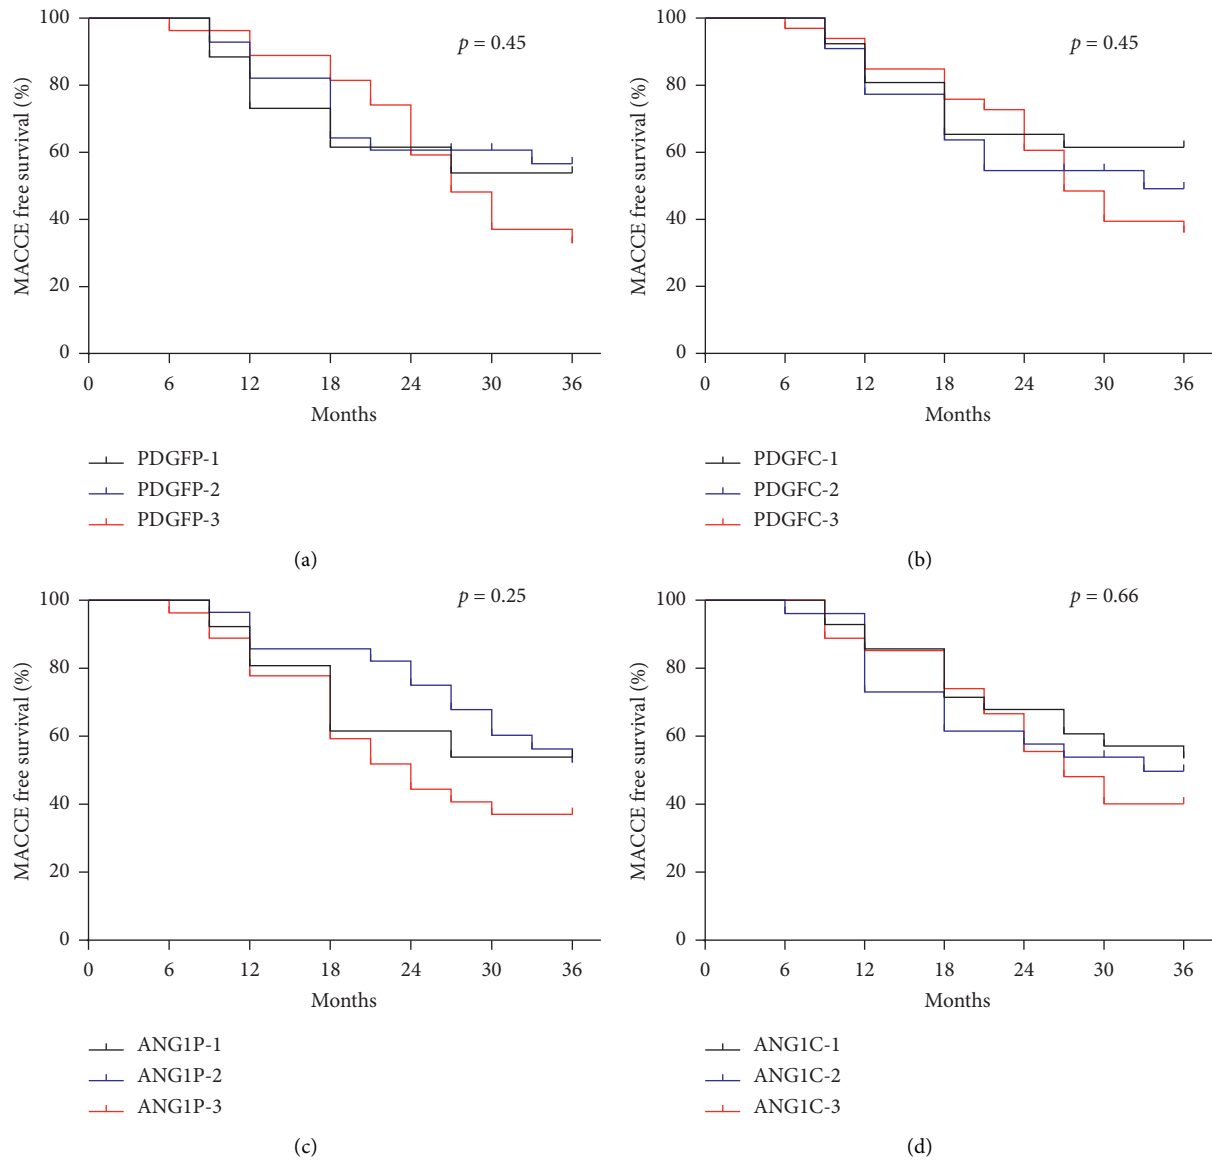 100
80
60
40
20
0
MACCE free survival (%)
p = 0.45
0 6 12 18 24 30 36
Months
PDGFP-1
PDGFP-2
PDGFP-3
(a)
100
80
60
40
20
0
MACCE free survival (%)
p = 0.45
0 6 12 18 24 30 36
Months
PDGFC-1
PDGFC-2
PDGFC-3
(b)
100
80
60
40
20
0
MACCE free survival (%)
p = 0.25
0 6 12 18 24 30 36
Months
ANG1P-1
ANG1P-2
ANG1P-3
(c)
100
80
60
40
20
0
MACCE free survival (%)
p = 0.66
0 6 12 18 24 30 36
Months
ANG1C-1
ANG1C-2
ANG1C-3
(d)